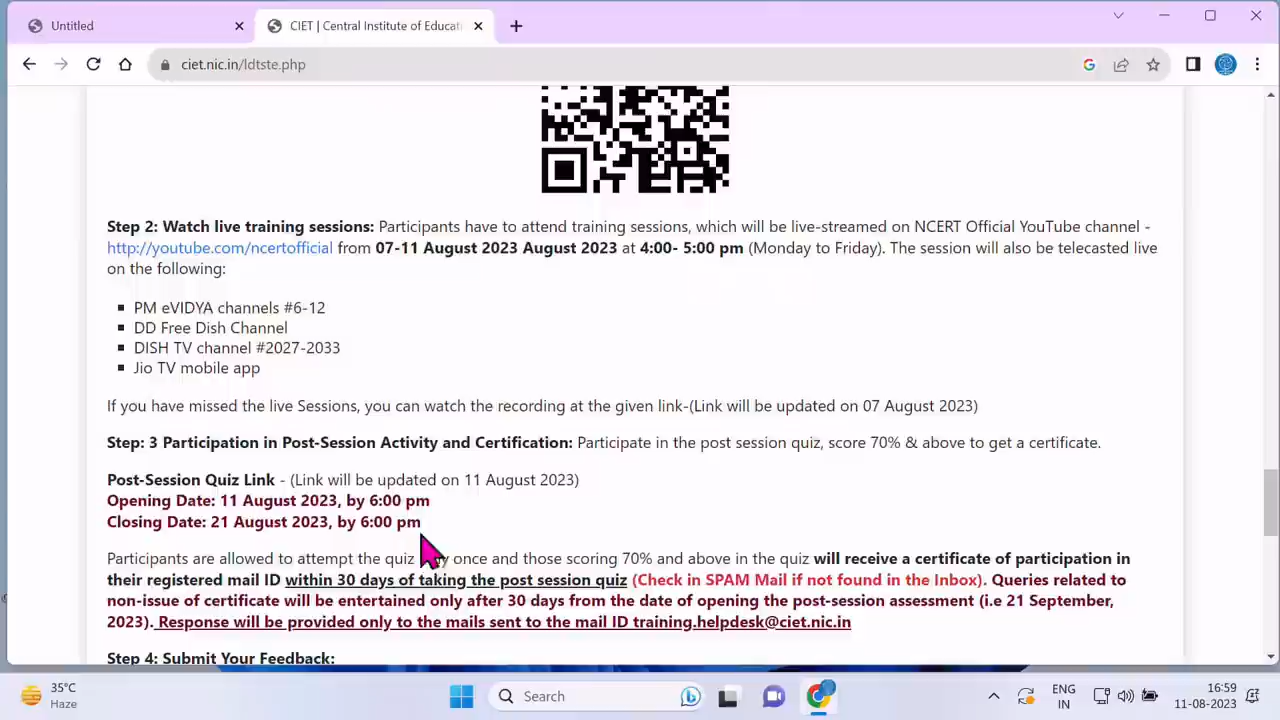 Untitled
CIET | Central Institute of Educat
ciet.nic.in/ldtste.php
Step 2: Watch live training sessions: Participants have to attend training sessions, which will be live-streamed on NCERT Official YouTube channel -
http://youtube.com/ncertofficial from 07-11 August 2023 August 2023 at 4:00- 5:00 pm (Monday to Friday). The session will also be telecasted live
on the following:
PM eVIDYA channels #6-12
DD Free Dish Channel
DISH TV channel #2027-2033
Jio TV mobile app
If you have missed the live Sessions, you can watch the recording at the given link-(Link will be updated on 07 August 2023)
Step: 3 Participation in Post-Session Activity and Certification: Participate in the post session quiz, score 70% & above to get a certificate.
Post-Session Quiz Link - (Link will be updated on 11 August 2023)
Opening Date: 11 August 2023, by 6:00 pm
Closing Date: 21 August 2023, by 6:00 pm
Participants are allowed to attempt the quiz once and those scoring 70% and above in the quiz will receive a certificate of participation in
their registered mail ID within 30 days of taking the post session quiz (Check in SPAM Mail if not found in the Inbox). Queries related to
non-issue of certificate will be entertained only after 30 days from the date of opening the post-session assessment (i.e 21 September,
2023). Response will be provided only to the mails sent to the mail ID training.helpdesk@ciet.nic.in
Step 4: Submit Your Feedback:
35°C
Haze
Search
ENG
IN
16:59
11-08-2023